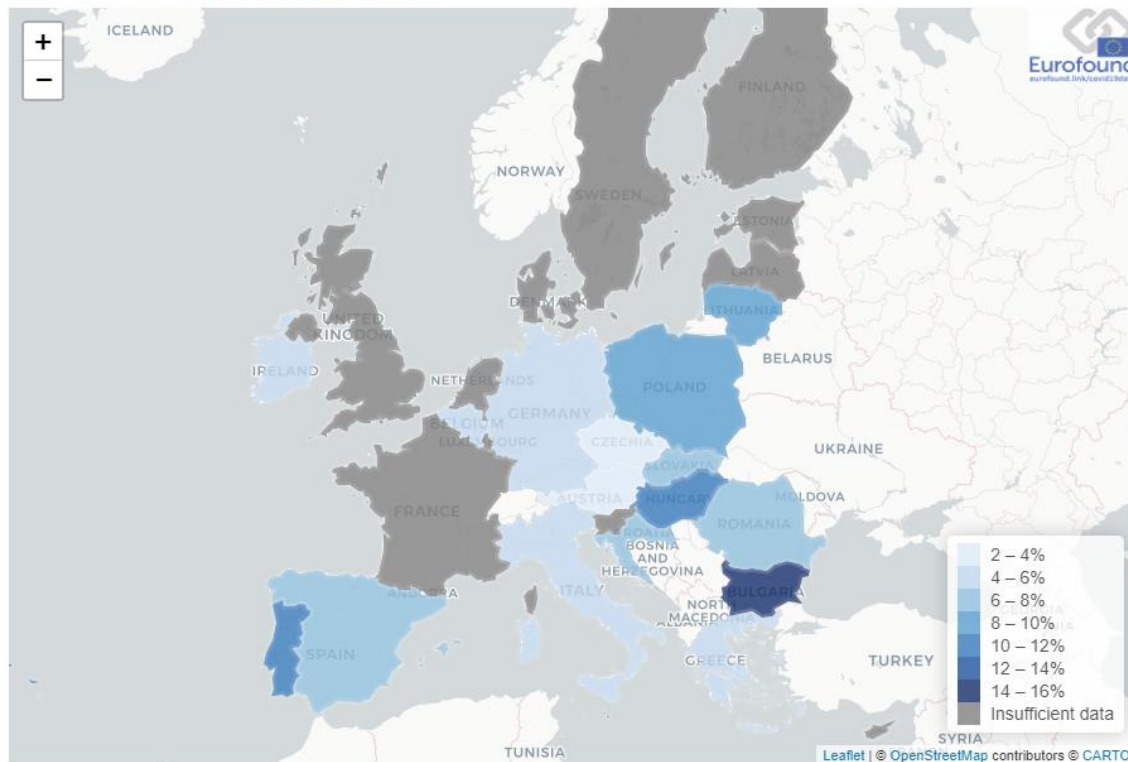 +
−
ICELAND
Eurofound
eurofound.link/covid19data
FINLAND
NORWAY
SWEDEN
ESTONIA
LATVIA
DENMARK
LITHUANIA
UNITED
KINGDOM
BELARUS
IRELAND
NETHERLANDS
POLAND
GERMANY
BELGIUM
LUXEMBOURG
CZECHIA
UKRAINE
SLOVAKIA
AUSTRIA
HUNGARY
MOLDOVA
FRANCE
ROMANIA
CROATIA
BOSNIA
AND
HERZEGOVINA
ANDORRA
ITALY
BULGARIA
NORTH
MACEDONIA
ALBANIA
SPAIN
GREECE
TURKEY
GEORGIA
2 – 4%
4 – 6%
6 – 8%
8 – 10%
10 – 12%
12 – 14%
14 – 16%
Insufficient data
SYRIA
TUNISIA
Leaflet | © OpenStreetMap contributors © CARTO